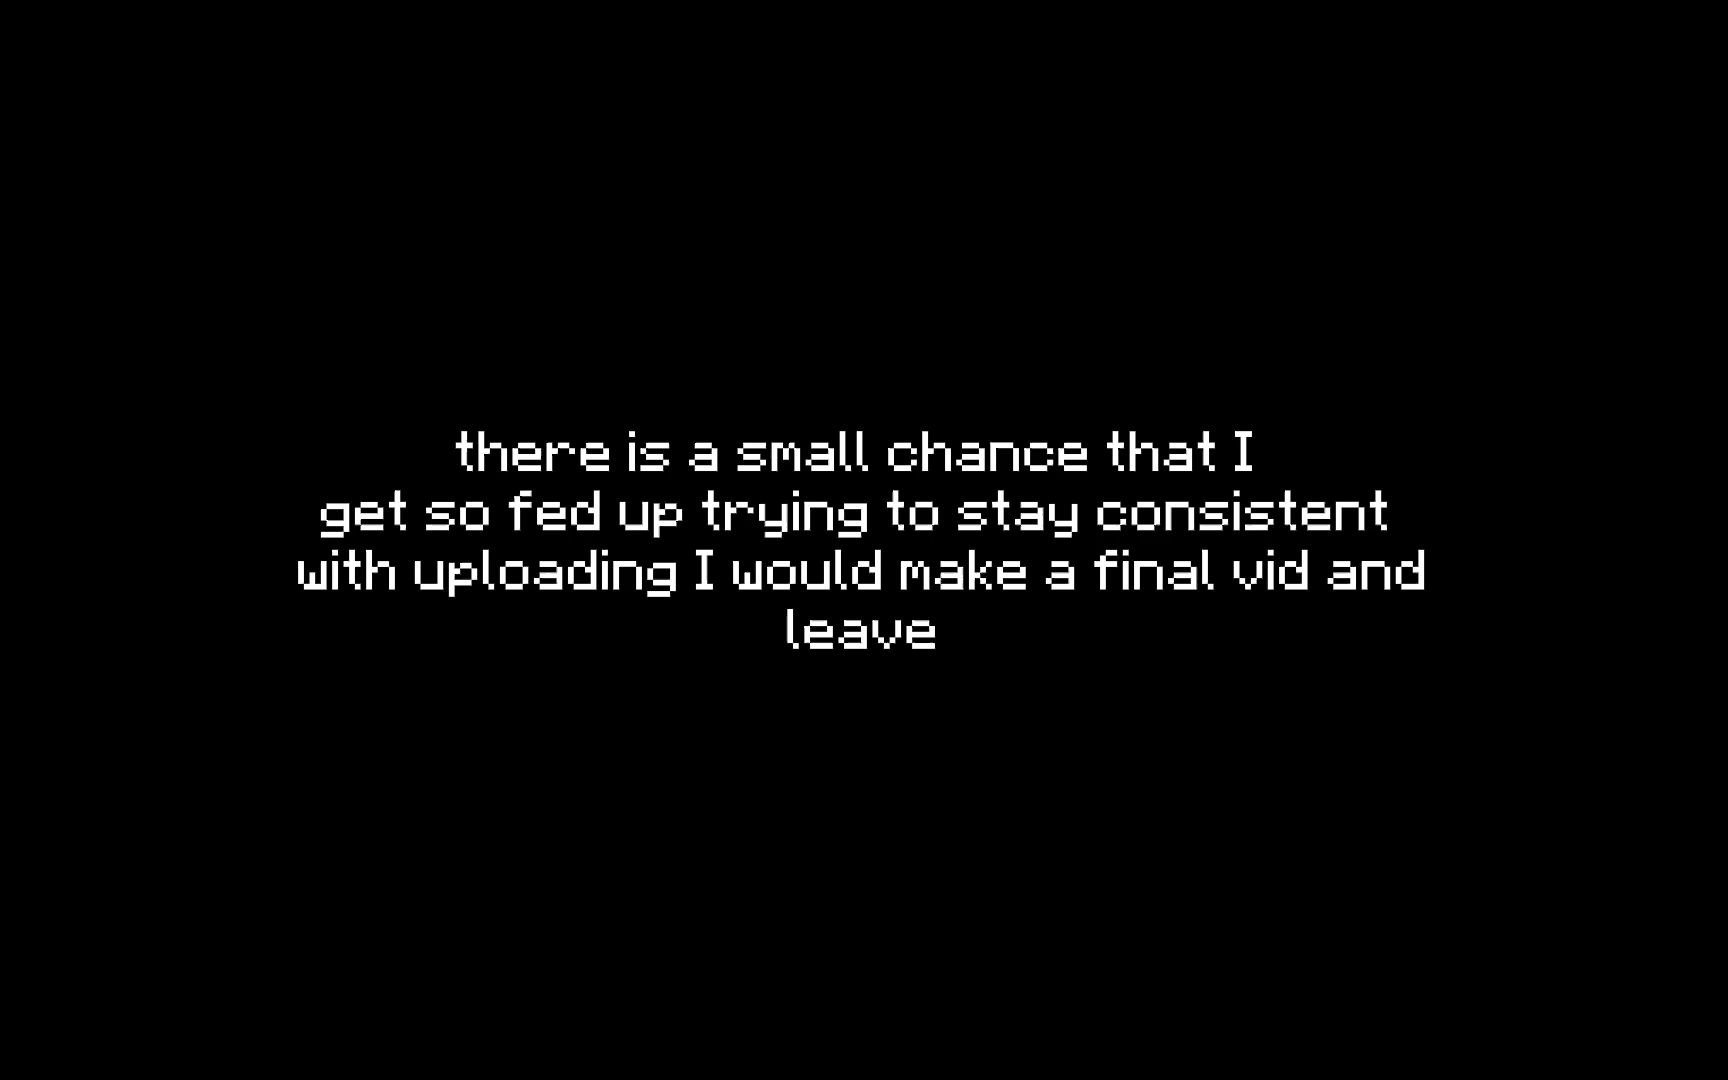 there is a small chance that I
get so fed up trying to stay consistent
with uploading I would make a final vid and
leave